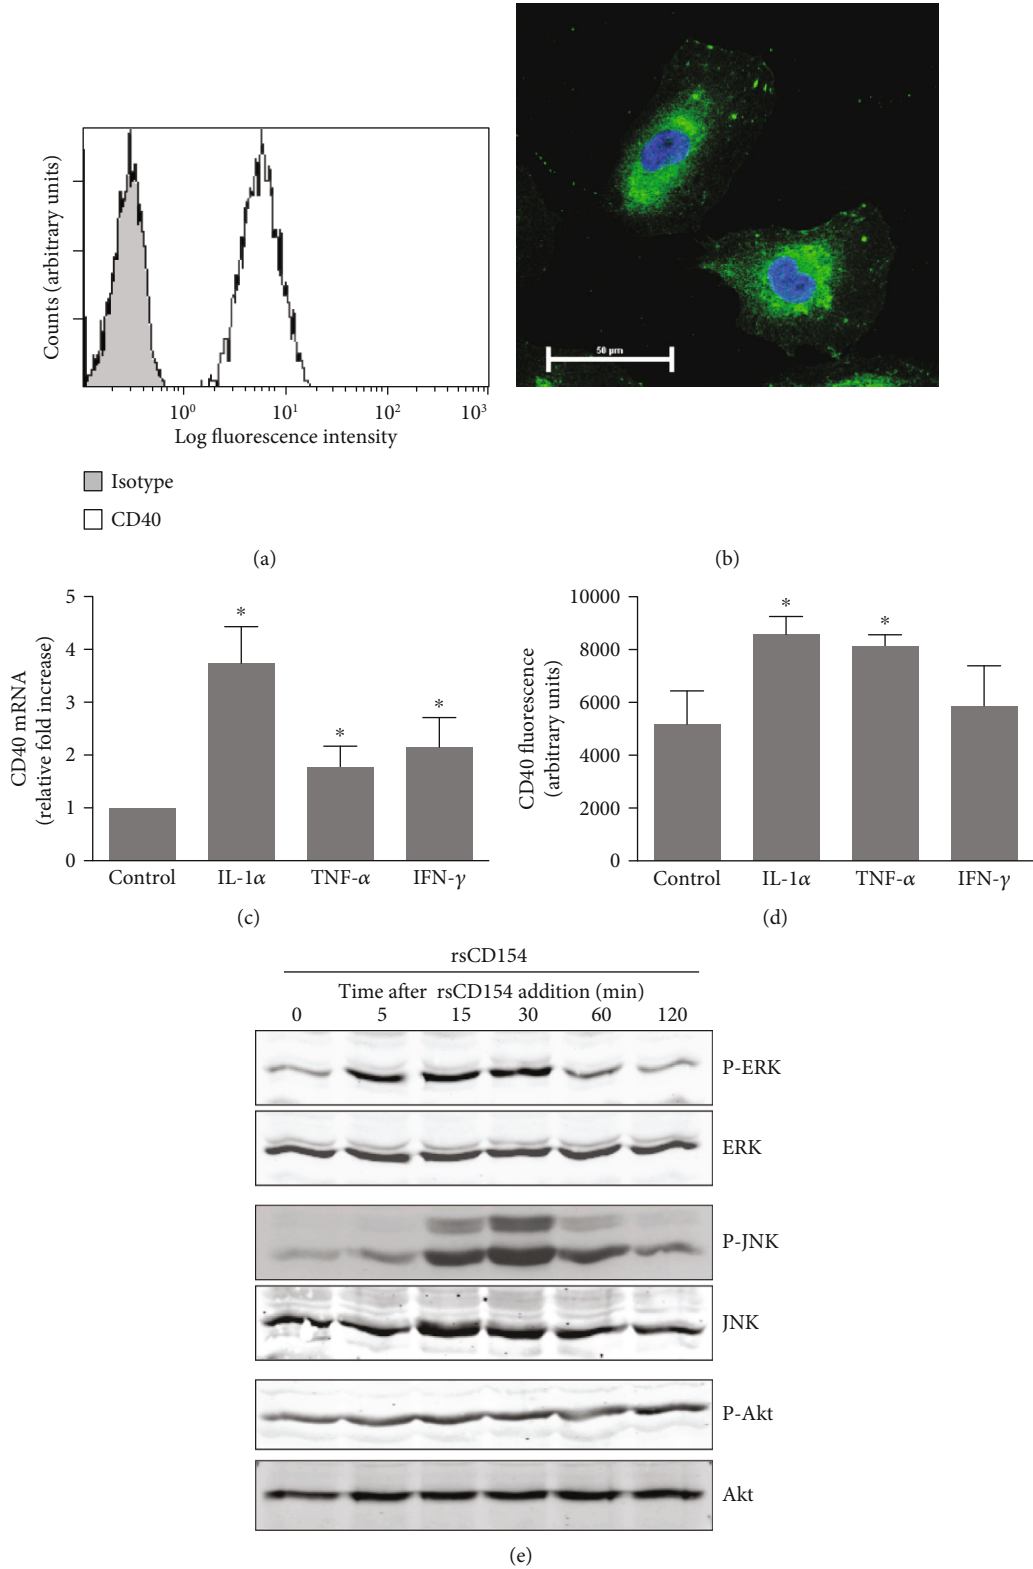 Counts (arbitrary units)
10⁰ 10¹ 10² 10³
Log fluorescence intensity
Isotype
CD40
(a)
50 µm
(b)
CD40 mRNA
(relative fold increase)
5
4
3
2
1
0
* * *
Control IL-1α TNF-α IFN-γ
(c)
CD40 fluorescence
(arbitrary units)
10000
8000
6000
4000
2000
0
* *
Control IL-1α TNF-α IFN-γ
(d)
rsCD154
Time after rsCD154 addition (min)
0 5 15 30 60 120
P-ERK
ERK
P-JNK
JNK
P-Akt
Akt
(e)